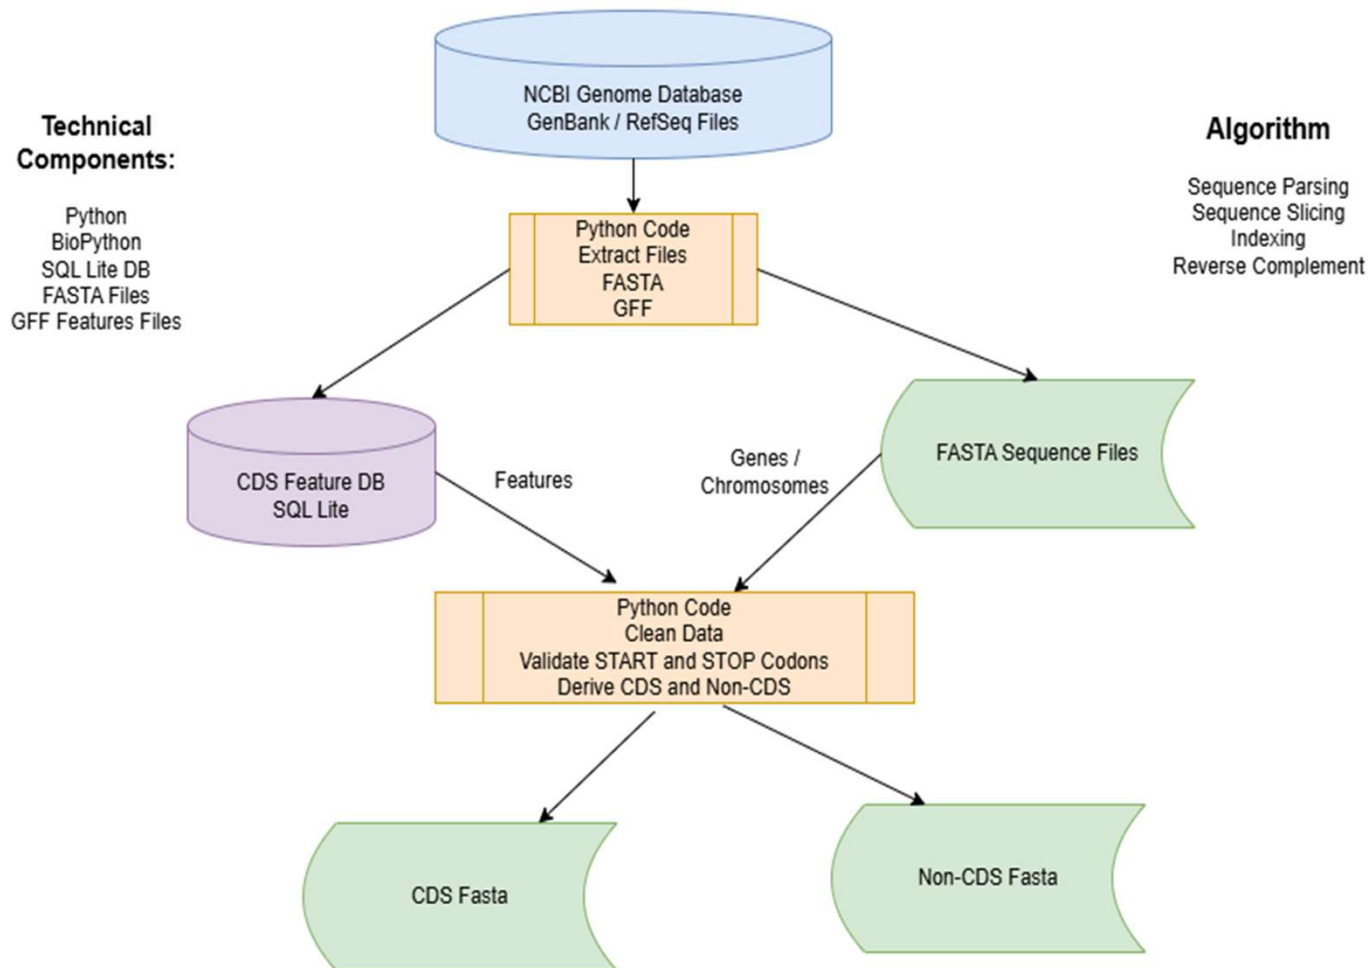 NCBI Genome Database
GenBank / RefSeq Files
Technical
Components:
Python
BioPython
SQL Lite DB
FASTA Files
GFF Features Files
Algorithm
Sequence Parsing
Sequence Slicing
Indexing
Reverse Complement
Python Code
Extract Files
FASTA
GFF
CDS Feature DB
SQL Lite
Features
Genes /
Chromosomes
FASTA Sequence Files
Python Code
Clean Data
Validate START and STOP Codons
Derive CDS and Non-CDS
CDS Fasta
Non-CDS Fasta